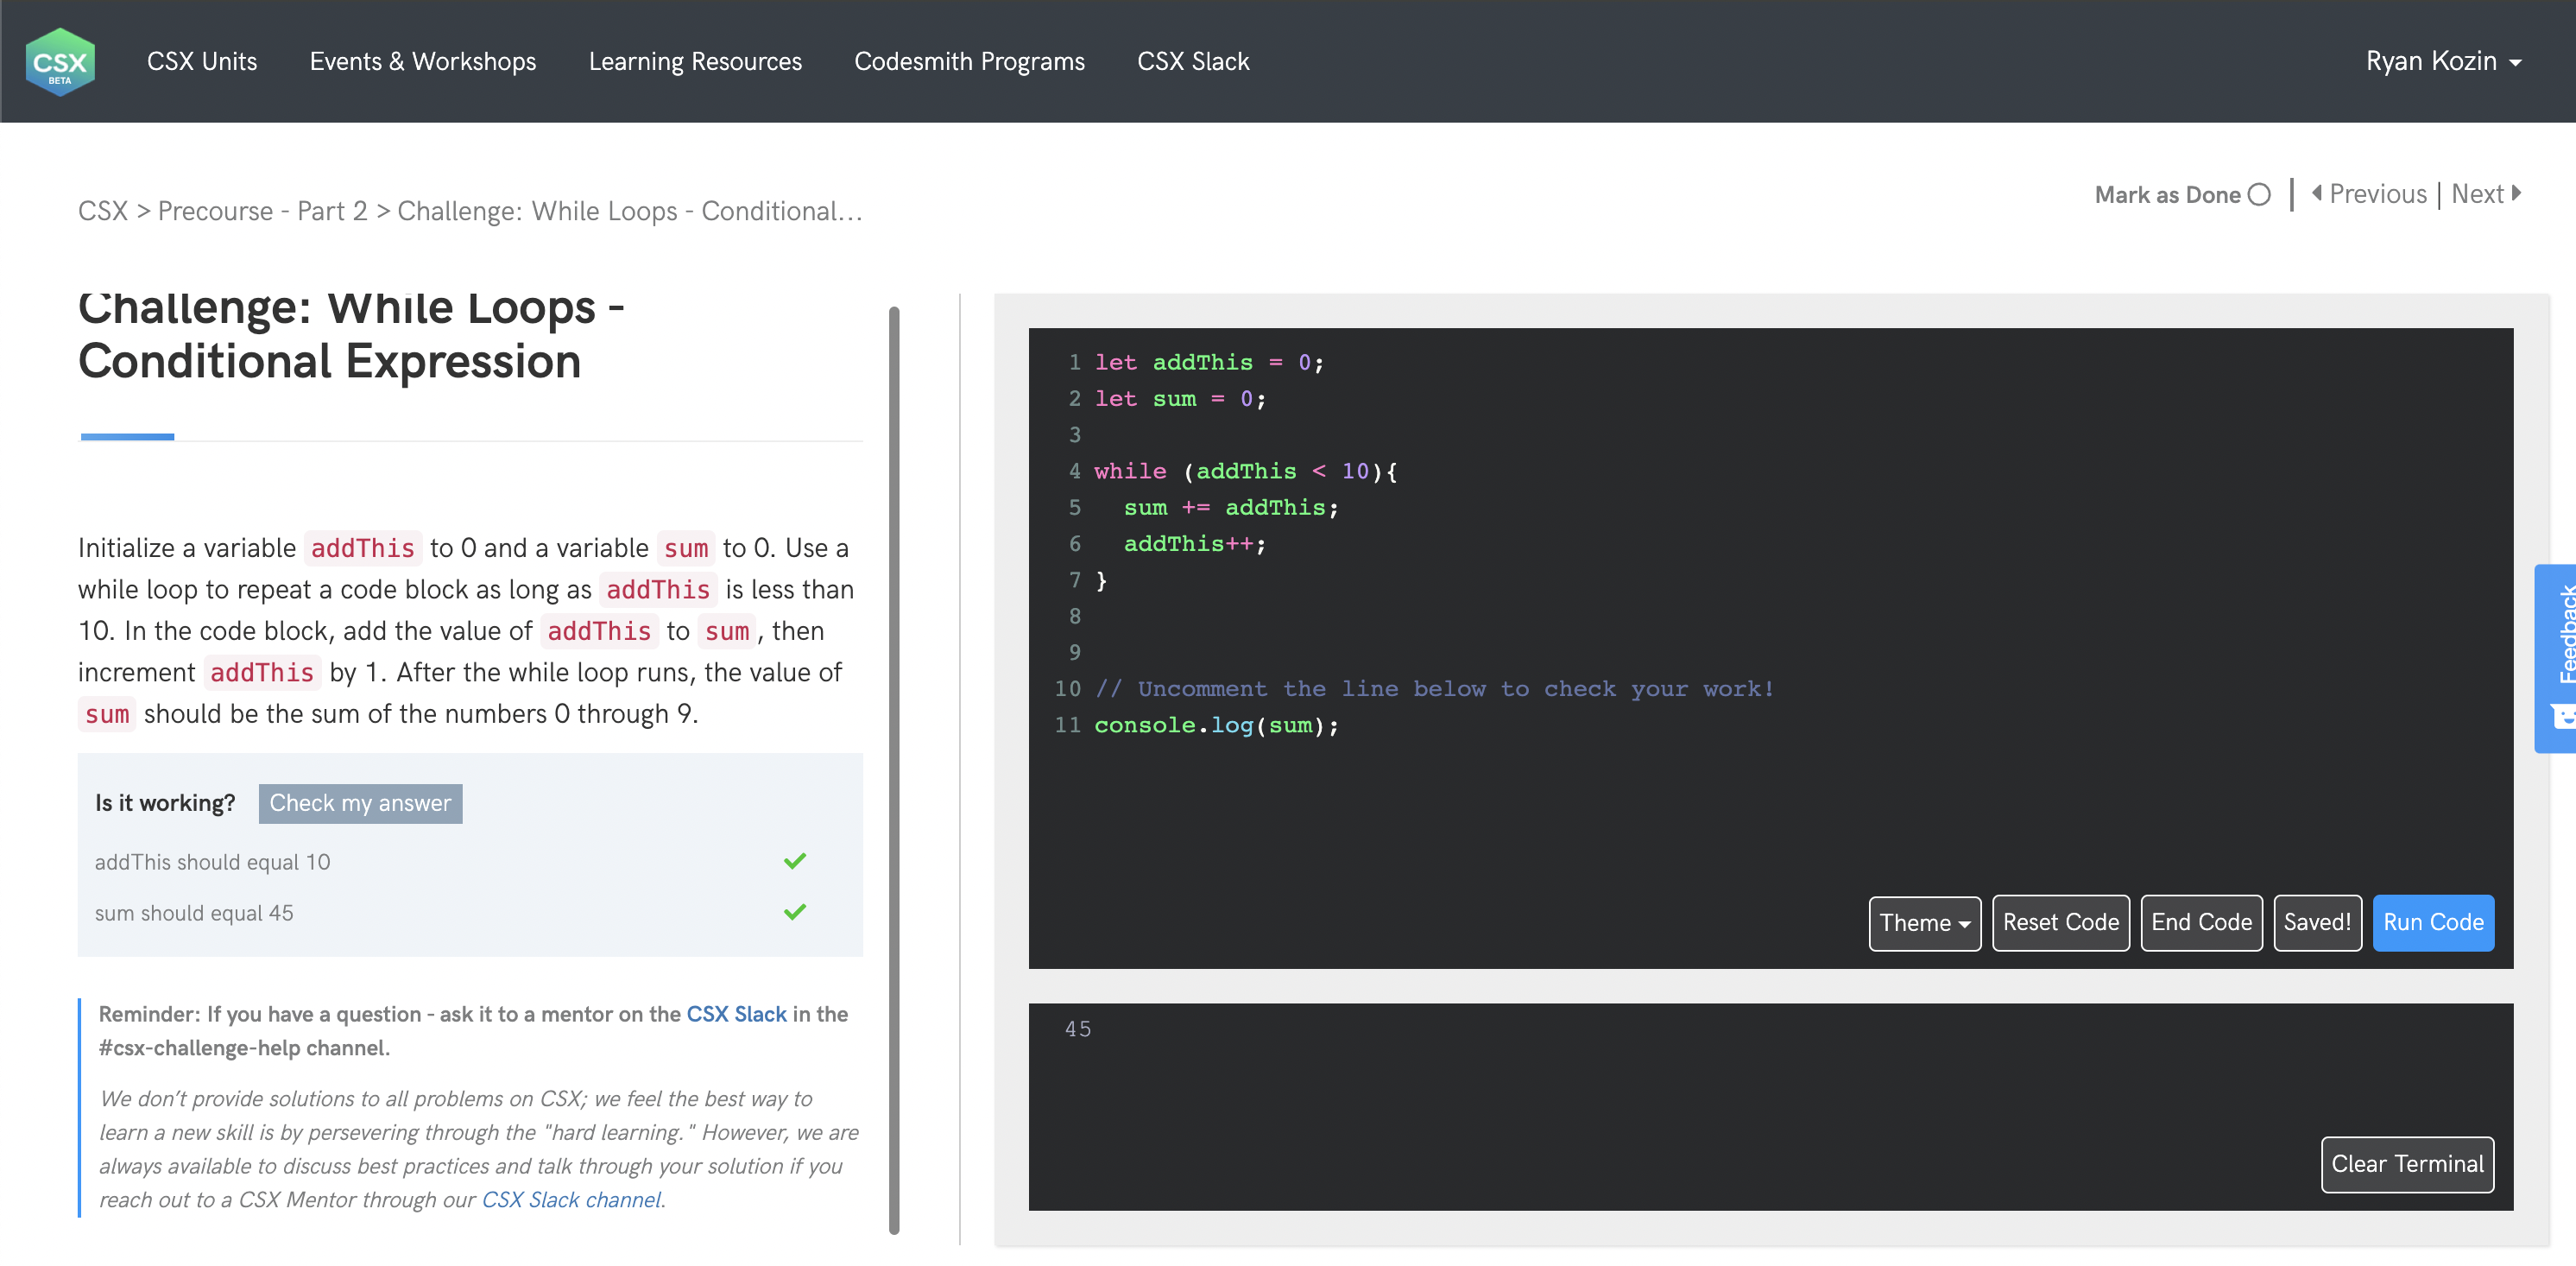 CSX
BETA
CSX Units
Events & Workshops
Learning Resources
Codesmith Programs
CSX Slack
Ryan Kozin
CSX > Precourse - Part 2 > Challenge: While Loops - Conditional...
Mark as Done
Previous | Next
Challenge: While Loops -
Conditional Expression
Initialize a variable addThis to 0 and a variable sum to 0. Use a
while loop to repeat a code block as long as addThis is less than
10. In the code block, add the value of addThis to sum, then
increment addThis by 1. After the while loop runs, the value of
sum should be the sum of the numbers 0 through 9.
Is it working? Check my answer
addThis should equal 10
sum should equal 45
Reminder: If you have a question - ask it to a mentor on the CSX Slack in the
#csx-challenge-help channel.
We don’t provide solutions to all problems on CSX; we feel the best way to
learn a new skill is by persevering through the "hard learning." However, we are
always available to discuss best practices and talk through your solution if you
reach out to a CSX Mentor through our CSX Slack channel.
1 let addThis = 0;
2 let sum = 0;
3
4 while (addThis < 10){
5   sum += addThis;
6   addThis++;
7 }
8
9
10 // Uncomment the line below to check your work!
11 console.log(sum);
Theme
Reset Code
End Code
Saved!
Run Code
45
Clear Terminal
Feedback